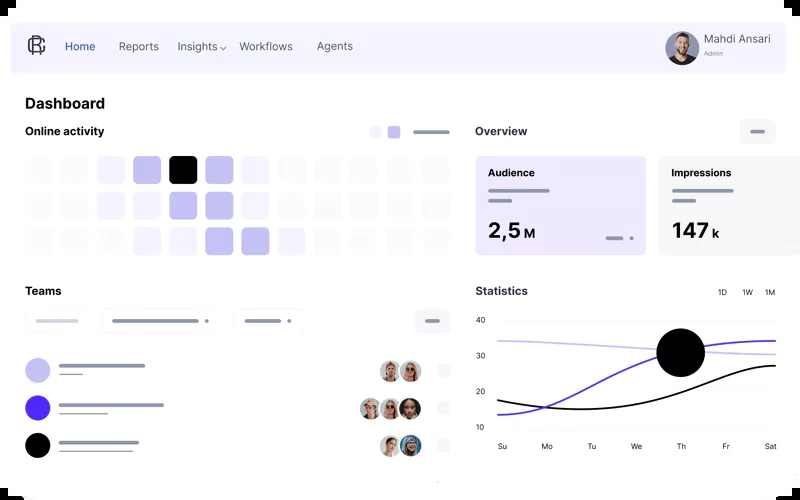 Home Reports Insights Workflows Agents
Mahdi Ansari
Admin
Dashboard
Online activity
Overview
Audience
2,5 M
Impressions
147 k
Teams
Statistics
1D 1W 1M
40
30
20
10
Su Mo Tu We Th Fr Sat